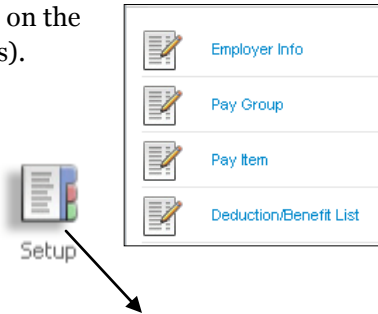 on the
s).
Employer Info
Pay Group
Pay Item
Deduction/Benefit List
Setup